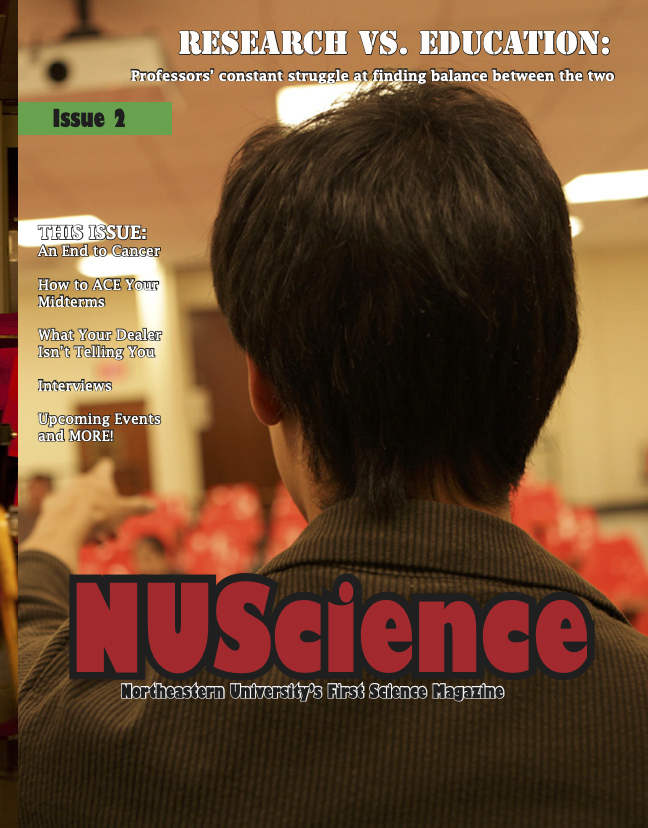 RESEARCH VS. EDUCATION:
Professors' constant struggle at finding balance between the two
Issue 2
THIS ISSUE:
An End to Cancer
How to ACE Your
Midterms
What Your Dealer
Isn't Telling You
Interviews
Upcoming Events
and MORE!
NUScience
Northeastern University's First Science Magazine